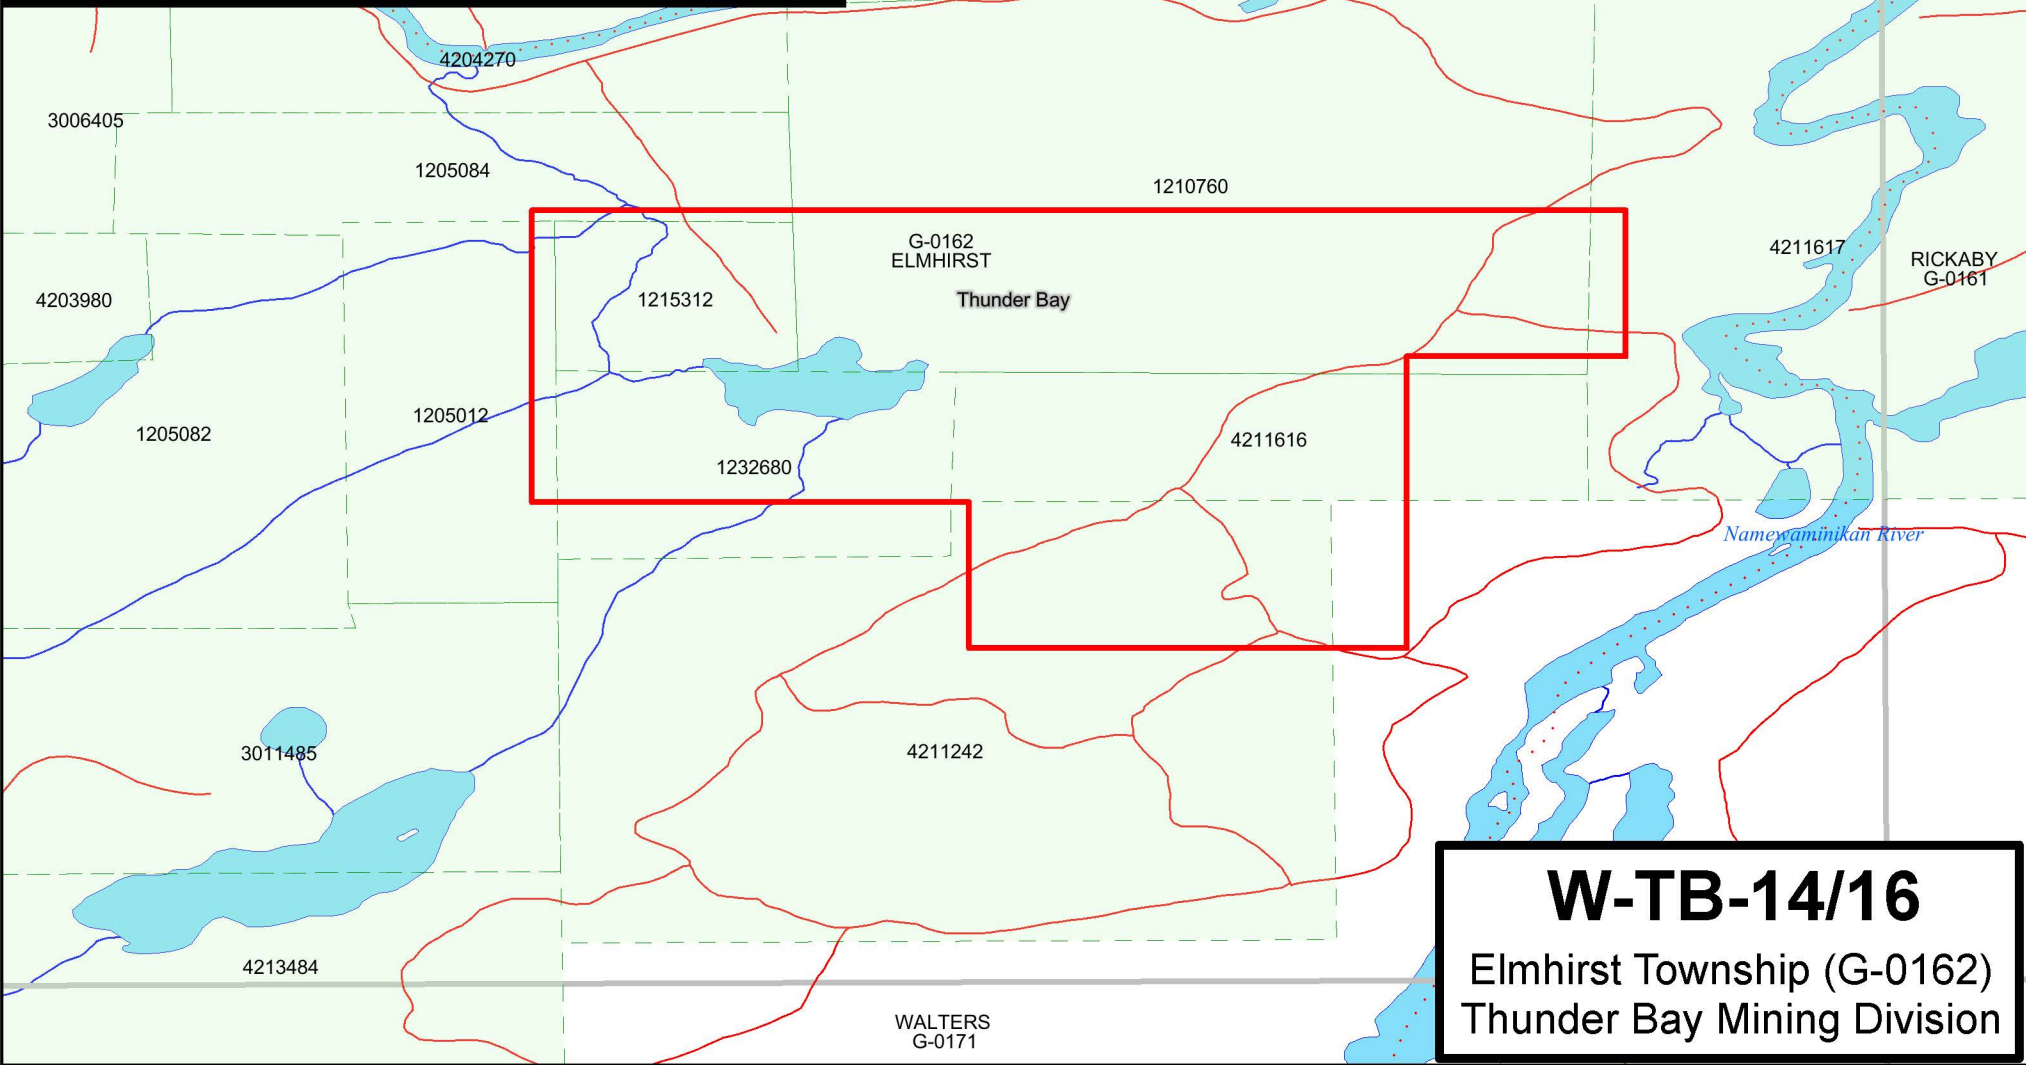 4204270
3006405
1205084
1210760
G-0162
ELMHIRST
4211617
RICKABY
G-0161
4203980
1215312
Thunder Bay
1205082
1205012
1232680
4211616
Namewaminikan River
3011485
4211242
4213484
WALTERS
G-0171
W-TB-14/16
Elmhirst Township (G-0162)
Thunder Bay Mining Division